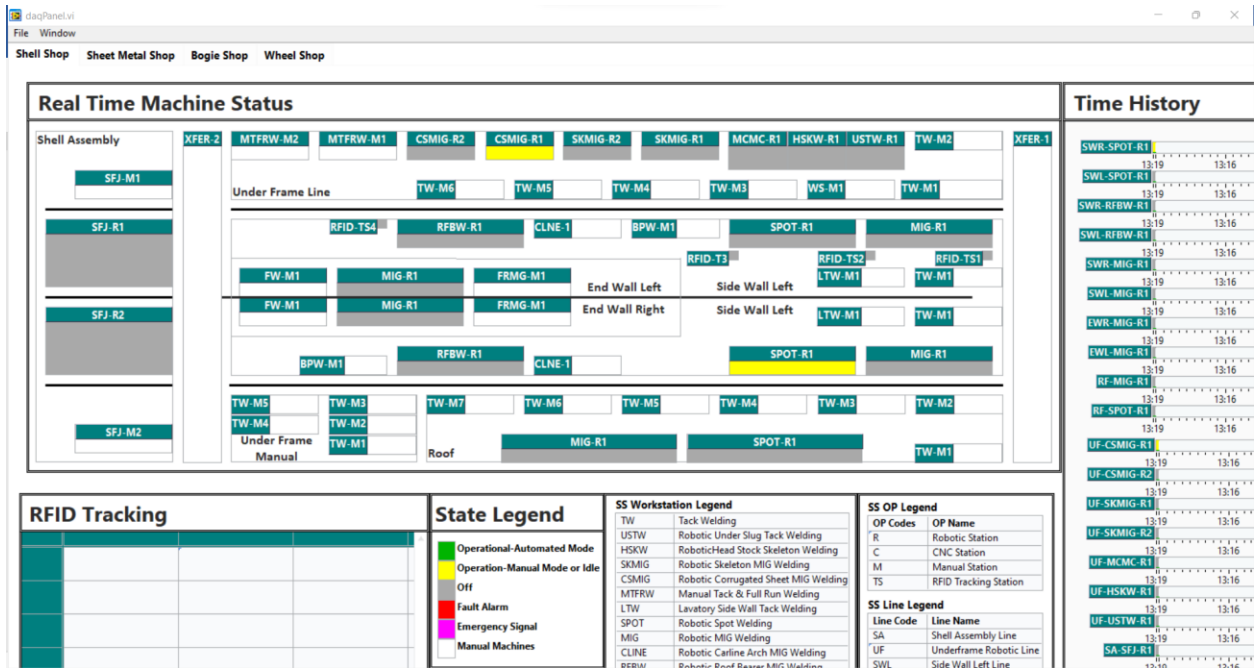 daqPanel.vi
File Window
Shell Shop Sheet Metal Shop Bogie Shop Wheel Shop
Real Time Machine Status
Shell Assembly
XFER-2 MTFRW-M2 MTFRW-M1 CSMIG-R2 CSMIG-R1 SKMIG-R2 SKMIG-R1 MCMC-R1 HSKW-R1 USTW-R1 TW-M2 XFER-1
SFJ-M1
Under Frame Line TW-M6 TW-M5 TW-M4 TW-M3 WS-M1 TW-M1
SFJ-R1
RFID-TS4 RFBW-R1 CLNE-1 BPW-M1 SPOT-R1 MIG-R1
RFID-T3 RFID-TS2 RFID-TS1
FW-M1 MIG-R1 FRMG-M1 End Wall Left Side Wall Left LTW-M1 TW-M1
SFJ-R2
FW-M1 MIG-R1 FRMG-M1 End Wall Right Side Wall Left LTW-M1 TW-M1
BPW-M1 RFBW-R1 CLNE-1 SPOT-R1 MIG-R1
SFJ-M2
TW-M5 TW-M3 TW-M7 TW-M6 TW-M5 TW-M4 TW-M3 TW-M2
TW-M4 TW-M2
Under Frame Manual TW-M1
Roof MIG-R1 SPOT-R1 TW-M1
Time History
SWR-SPOT-R1
13:19 13:16
SWL-SPOT-R1
13:19 13:16
SWR-RFBW-R1
13:19 13:16
SWL-RFBW-R1
13:19 13:16
SWR-MIG-R1
13:19 13:16
SWL-MIG-R1
13:19 13:16
EWR-MIG-R1
13:19 13:16
EWL-MIG-R1
13:19 13:16
RF-MIG-R1
13:19 13:16
RF-SPOT-R1
13:19 13:16
UF-CSMIG-R1
13:19 13:16
UF-CSMIG-R2
13:19 13:16
UF-SKMIG-R1
13:19 13:16
UF-SKMIG-R2
13:19 13:16
UF-MCMC-R1
13:19 13:16
UF-HSKW-R1
13:19 13:16
UF-USTW-R1
13:19 13:16
SA-SFJ-R1
13:19 13:16
RFID Tracking
State Legend
Operational-Automated Mode
Operation-Manual Mode or Idle
Off
Fault Alarm
Emergency Signal
Manual Machines
SS Workstation Legend
TW Tack Welding
USTW Robotic Under Slug Tack Welding
HSKW RoboticHead Stock Skeleton Welding
SKMIG Robotic Skeleton MIG Welding
CSMIG Robotic Corrugated Sheet MIG Welding
MTFRW Manual Tack & Full Run Welding
LTW Lavatory Side Wall Tack Welding
SPOT Robotic Spot Welding
MIG Robotic MIG Welding
CLINE Robotic Carline Arch MIG Welding
RFBW Robotic Roof Bearer MIG Welding
SS OP Legend
OP Codes OP Name
R Robotic Station
C CNC Station
M Manual Station
TS RFID Tracking Station
SS Line Legend
Line Code Line Name
SA Shell Assembly Line
UF Underframe Robotic Line
SWL Side Wall Left Line